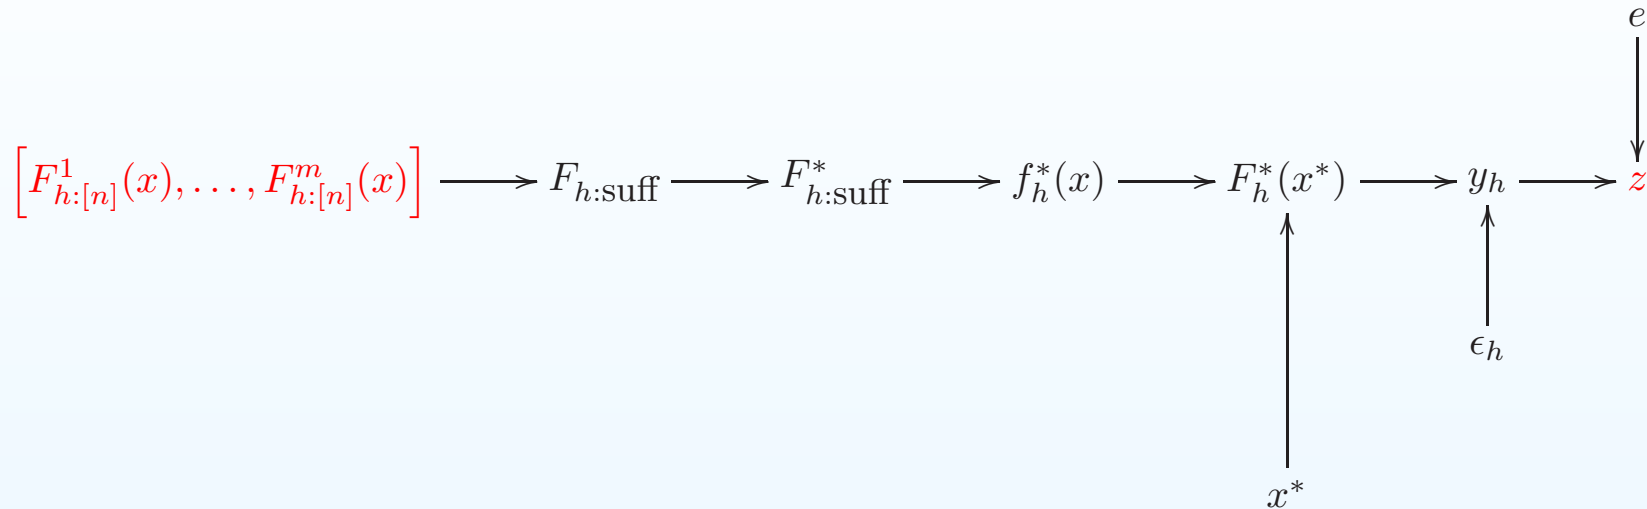 e
[F^1_{h:[n]}(x), …, F^m_{h:[n]}(x)] → F_{h:suff} → F^*_{h:suff} → f^*_h(x) → F^*_h(x^*) → y_h → z
ϵ_h
x^*